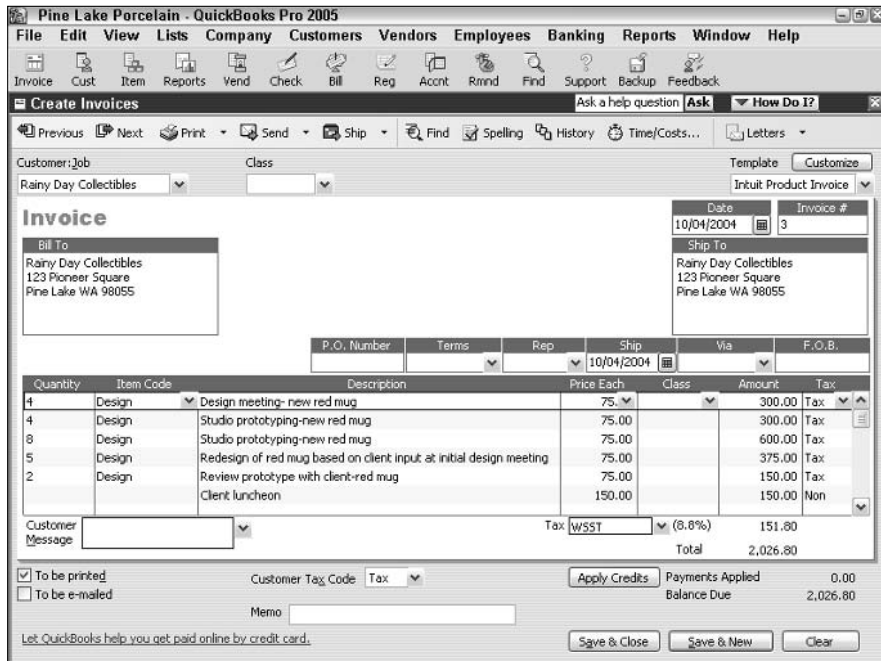 Pine Lake Porcelain - QuickBooks Pro 2005
File Edit View Lists Company Customers Vendors Employees Banking Reports Window Help
Invoice Cust Item Reports Vend Check Bill Reg Accnt Rmnd Find Support Backup Feedback
Create Invoices Ask a help question Ask How Do I?
Previous Next Print Send Ship Find Spelling History Time/Costs... Letters
Customer:Job Class Template Customize
Rainy Day Collectibles Intuit Product Invoice
Invoice Date Invoice #
10/04/2004 3
Bill To Ship To
Rainy Day Collectibles Rainy Day Collectibles
123 Pioneer Square 123 Pioneer Square
Pine Lake WA 98055 Pine Lake WA 98055
P.O. Number Terms Rep Ship Via F.O.B.
10/04/2004
Quantity Item Code Description Price Each Class Amount Tax
4 Design Design meeting- new red mug 75. 300.00 Tax
4 Design Studio prototyping-new red mug 75.00 300.00 Tax
8 Design Studio prototyping-new red mug 75.00 600.00 Tax
5 Design Redesign of red mug based on client input at initial design meeting 75.00 375.00 Tax
2 Design Review prototype with client-red mug 75.00 150.00 Tax
Client luncheon 150.00 150.00 Non
Customer Message Tax WSST (8.8%) 151.80
Total 2,026.80
To be printed Customer Tax Code Tax Apply Credits Payments Applied 0.00
To be e-mailed Balance Due 2,026.80
Memo
Let QuickBooks help you get paid online by credit card. Save & Close Save & New Clear